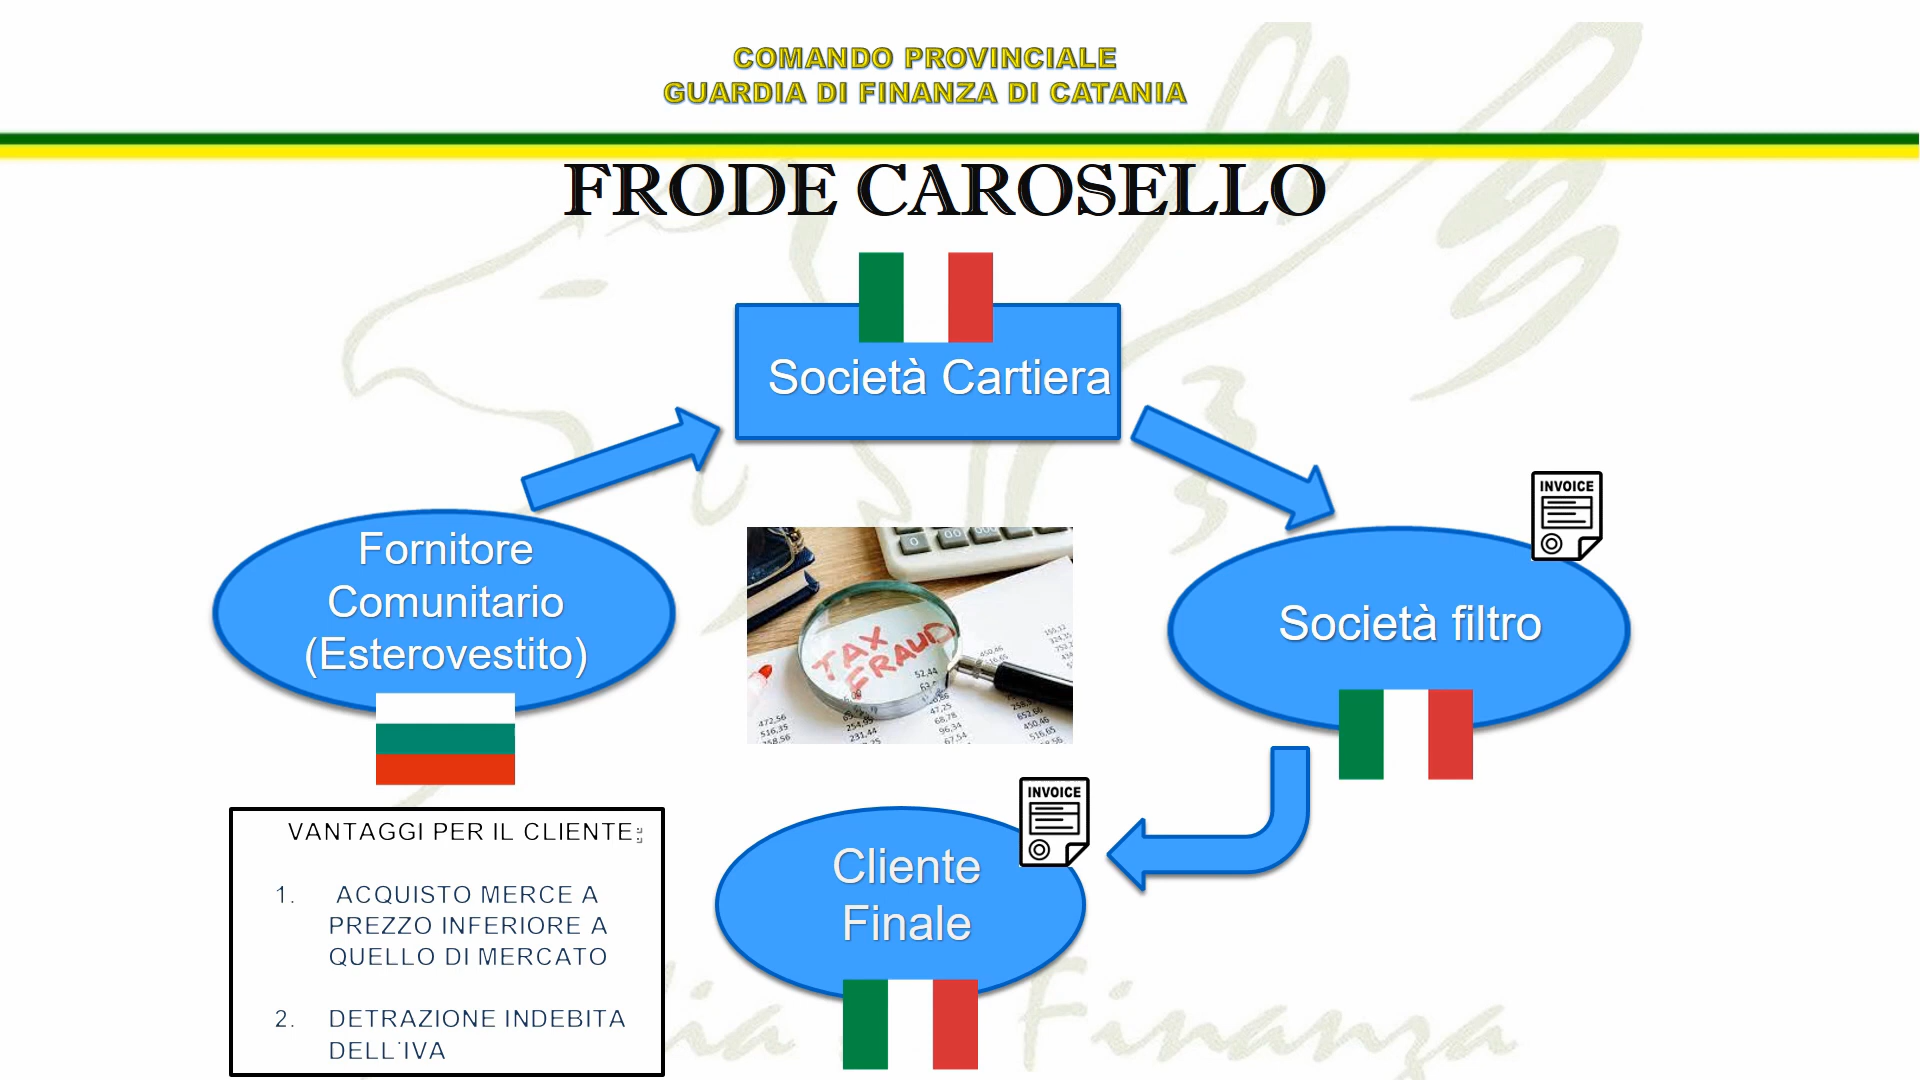 COMANDO PROVINCIALE
GUARDIA DI FINANZA DI CATANIA
FRODE CAROSELLO
Società Cartiera
Fornitore
Comunitario
(Esterovestito)
INVOICE
Società filtro
TAX
FRAUD
INVOICE
Cliente
Finale
VANTAGGI PER IL CLIENTE:
1. ACQUISTO MERCE A
PREZZO INFERIORE A
QUELLO DI MERCATO
2. DETRAZIONE INDEBITA
DELL'IVA
Finanza